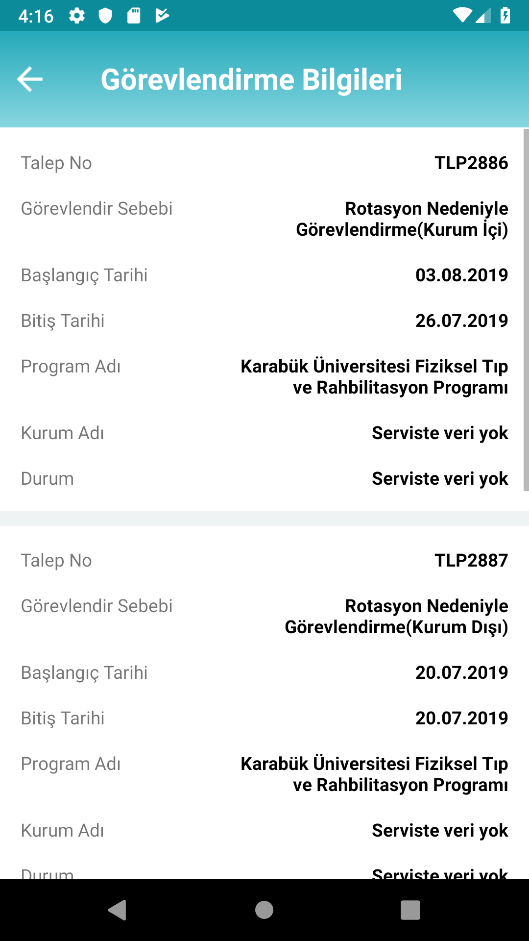 4:16
Görevlendirme Bilgileri
Talep No TLP2886
Görevlendir Sebebi Rotasyon Nedeniyle
Görevlendirme(Kurum İçi)
Başlangıç Tarihi 03.08.2019
Bitiş Tarihi 26.07.2019
Program Adı Karabük Üniversitesi Fiziksel Tıp
ve Rahbilitasyon Programı
Kurum Adı Serviste veri yok
Durum Serviste veri yok
Talep No TLP2887
Görevlendir Sebebi Rotasyon Nedeniyle
Görevlendirme(Kurum Dışı)
Başlangıç Tarihi 20.07.2019
Bitiş Tarihi 20.07.2019
Program Adı Karabük Üniversitesi Fiziksel Tıp
ve Rahbilitasyon Programı
Kurum Adı Serviste veri yok
Durum Serviste veri yok